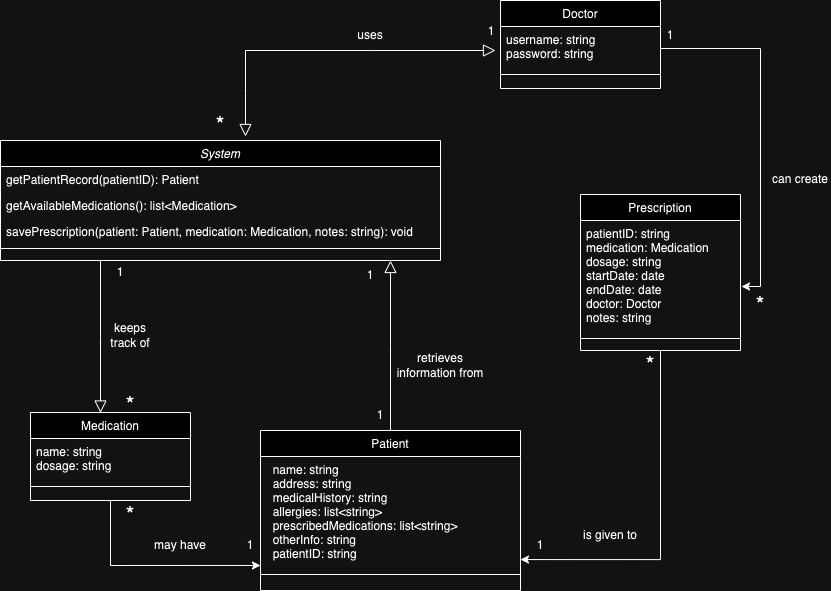 Doctor
username: string
password: string
uses
1
*
1
*
can create
System
getPatientRecord(patientID): Patient
getAvailableMedications(): list<Medication>
savePrescription(patient: Patient, medication: Medication, notes: string): void
Prescription
patientID: string
medication: Medication
dosage: string
startDate: date
endDate: date
doctor: Doctor
notes: string
1
keeps
track of
*
1
retrieves
information from
1
Medication
name: string
dosage: string
*
may have
1
Patient
name: string
address: string
medicalHistory: string
allergies: list<string>
prescribedMedications: list<string>
otherInfo: string
patientID: string
*
is given to
1